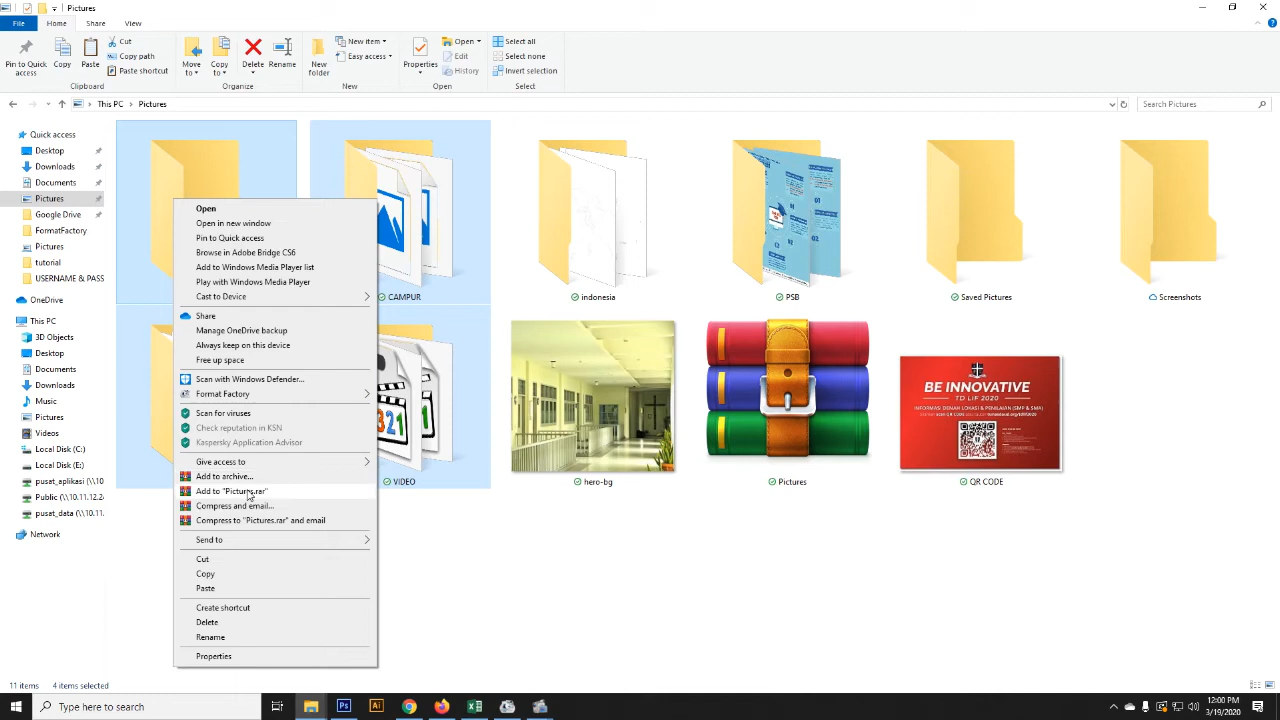 Pictures
File Home Share View
Pin to Quick access
Copy
Paste
Cut
Copy path
Paste shortcut
Clipboard
Move to
Copy to
Delete
Rename
Organize
New folder
New item
Easy access
New
Properties
Open
Edit
History
Open
Select all
Select none
Invert selection
Select
This PC > Pictures
Search Pictures
Quick access
Desktop
Downloads
Documents
Pictures
Google Drive
FormatFactory
Pictures
tutorial
USERNAME & PASS
OneDrive
This PC
3D Objects
Desktop
Documents
Downloads
Music
Pictures
Videos
Local Disk (C:)
Local Disk (E:)
pusat_aplikasi (\\10
Public (\\10.11.12.2
pusat_data (\\10.11.
Network
CAMPUR
indonesia
PSB
Saved Pictures
Screenshots
VIDEO
hero-bg
Pictures
QR CODE
BE INNOVATIVE
TO LIF 2020
INFORMASI DENAH LOKASI & PENILAIAN (SMP & SMA)
Open
Open in new window
Pin to Quick access
Browse in Adobe Bridge CS6
Add to Windows Media Player list
Play with Windows Media Player
Cast to Device
Share
Manage OneDrive backup
Always keep on this device
Free up space
Scan with Windows Defender...
Format Factory
Scan for viruses
Check reputation in KSN
Kaspersky Application Advisor
Give access to
Add to archive...
Add to "Pictures.rar"
Compress and email...
Compress to "Pictures.rar" and email
Send to
Cut
Copy
Paste
Create shortcut
Delete
Rename
Properties
11 items 4 items selected
Type here to search
12:00 PM
3/19/2020